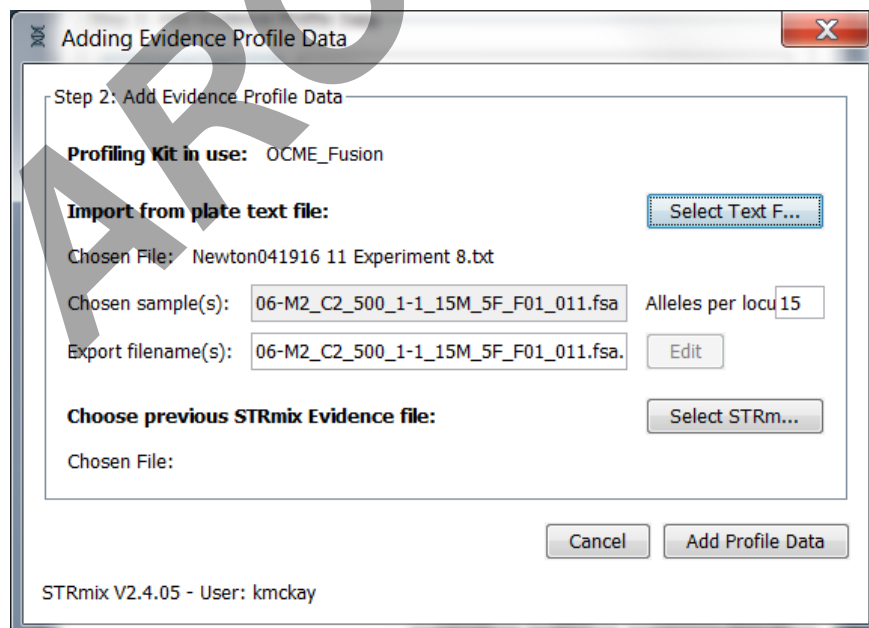 Adding Evidence Profile Data
Step 2: Add Evidence Profile Data
Profiling Kit in use: OCME_Fusion
Import from plate text file: Select Text F...
Chosen File: Newton041916 11 Experiment 8.txt
Chosen sample(s): 06-M2_C2_500_1-1_15M_5F_F01_011.fsa Alleles per locu 15
Export filename(s): 06-M2_C2_500_1-1_15M_5F_F01_011.fsa. Edit
Choose previous STRmix Evidence file: Select STRm...
Chosen File:
Cancel Add Profile Data
STRmix V2.4.05 - User: kmckay